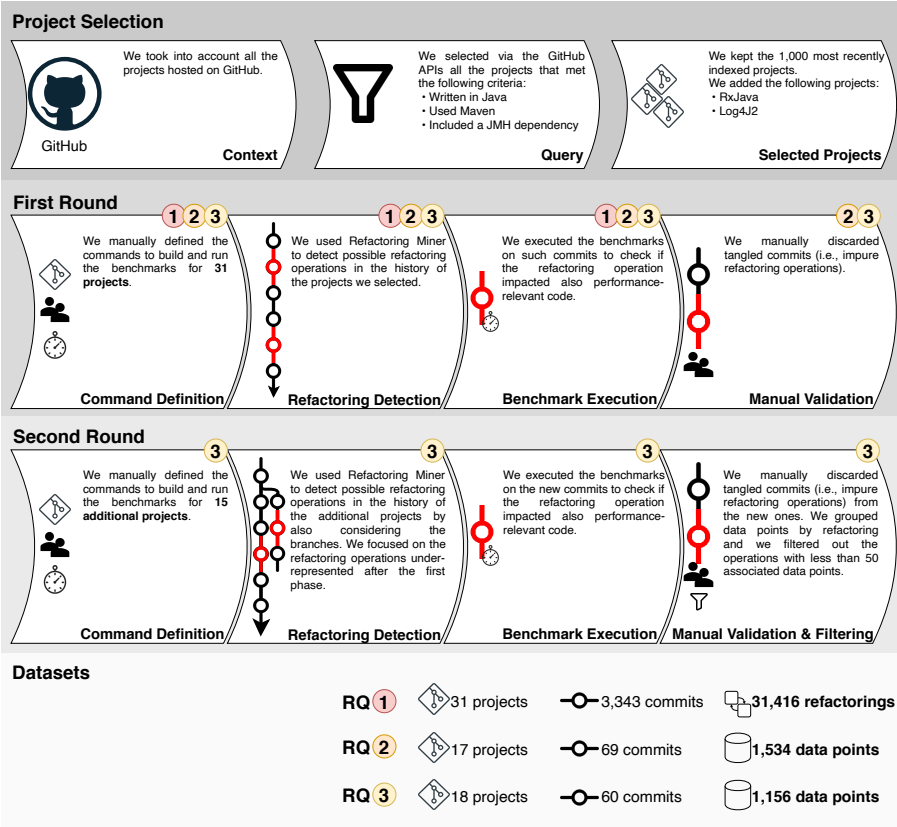 Project Selection
We took into account all the
projects hosted on GitHub.
GitHub
Context
We selected via the GitHub
APIs all the projects that met
the following criteria:
• Written in Java
• Used Maven
• Included a JMH dependency
Query
We kept the 1,000 most recently
indexed projects.
We added the following projects:
• RxJava
• Log4J2
Selected Projects
First Round
1 2 3
We manually defined the
commands to build and run
the benchmarks for 31
projects.
Command Definition
1 2 3
We used Refactoring Miner
to detect possible refactoring
operations in the history of
the projects we selected.
Refactoring Detection
1 2 3
We executed the benchmarks
on such commits to check if
the refactoring operation
impacted also performance-
relevant code.
Benchmark Execution
2 3
We manually discarded
tangled commits (i.e., impure
refactoring operations).
Manual Validation
Second Round
3
We manually defined the
commands to build and run
the benchmarks for 15
additional projects.
Command Definition
3
We used Refactoring Miner
to detect possible refactoring
operations in the history of
the additional projects by
also considering the
branches. We focused on the
refactoring operations under-
represented after the first
phase.
Refactoring Detection
3
We executed the benchmarks
on the new commits to check if
the refactoring operation
impacted also performance-
relevant code.
Benchmark Execution
3
We manually discarded
tangled commits (i.e., impure
refactoring operations) from
the new ones. We grouped
data points by refactoring
and we filtered out the
operations with less than 50
associated data points.
Manual Validation & Filtering
Datasets
RQ 1 31 projects 3,343 commits 31,416 refactorings
RQ 2 17 projects 69 commits 1,534 data points
RQ 3 18 projects 60 commits 1,156 data points